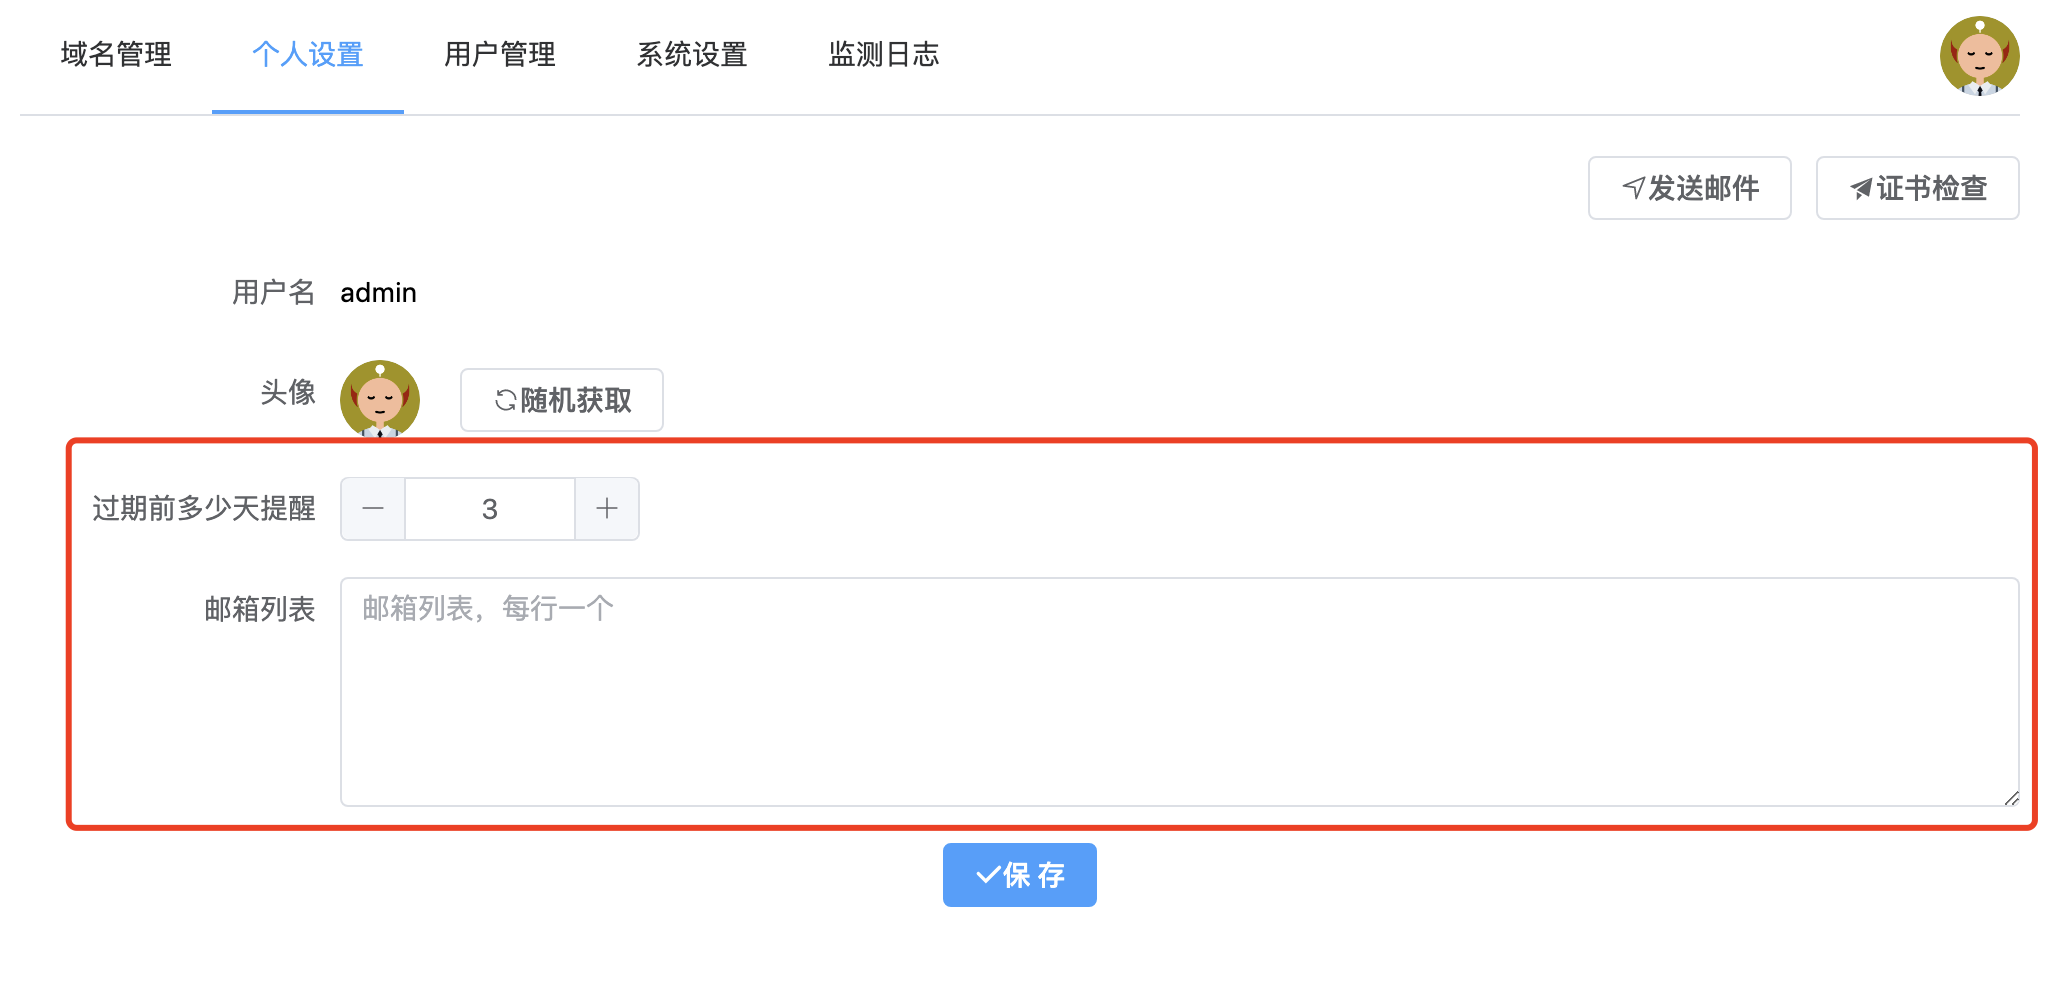 域名管理 个人设置 用户管理 系统设置 监测日志
发送邮件 证书检查
用户名 admin
头像 随机获取
过期前多少天提醒 3
邮箱列表 邮箱列表，每行一个
保 存